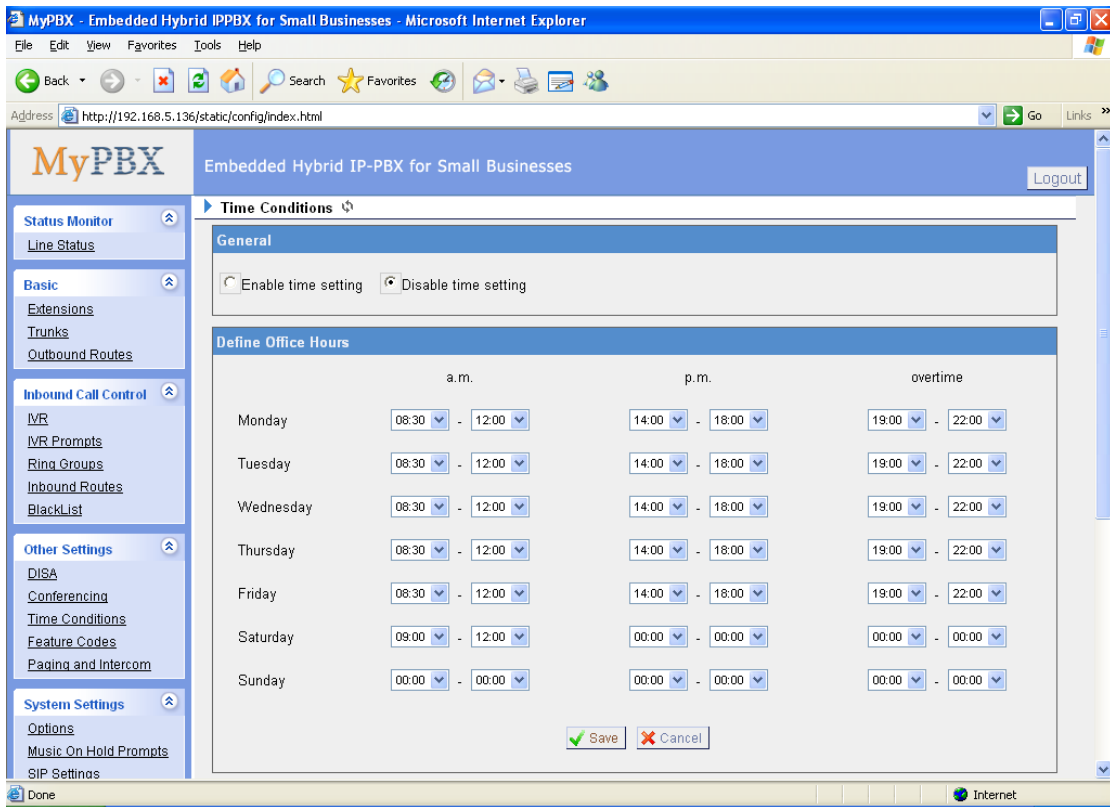 MyPBX - Embedded Hybrid IPPBX for Small Businesses - Microsoft Internet Explorer
File Edit View Favorites Tools Help
Back Search Favorites
Address http://192.168.5.136/static/config/index.html Go Links »
MyPBX
Embedded Hybrid IP-PBX for Small Businesses
Logout
Status Monitor
Line Status
Basic
Extensions
Trunks
Outbound Routes
Inbound Call Control
IVR
IVR Prompts
Ring Groups
Inbound Routes
BlackList
Other Settings
DISA
Conferencing
Time Conditions
Feature Codes
Paging and Intercom
System Settings
Options
Music On Hold Prompts
SIP Settings
Time Conditions
General
Enable time setting Disable time setting
Define Office Hours
a.m. p.m. overtime
Monday 08:30 - 12:00 14:00 - 18:00 19:00 - 22:00
Tuesday 08:30 - 12:00 14:00 - 18:00 19:00 - 22:00
Wednesday 08:30 - 12:00 14:00 - 18:00 19:00 - 22:00
Thursday 08:30 - 12:00 14:00 - 18:00 19:00 - 22:00
Friday 08:30 - 12:00 14:00 - 18:00 19:00 - 22:00
Saturday 09:00 - 12:00 00:00 - 00:00 00:00 - 00:00
Sunday 00:00 - 00:00 00:00 - 00:00 00:00 - 00:00
Save Cancel
Done Internet